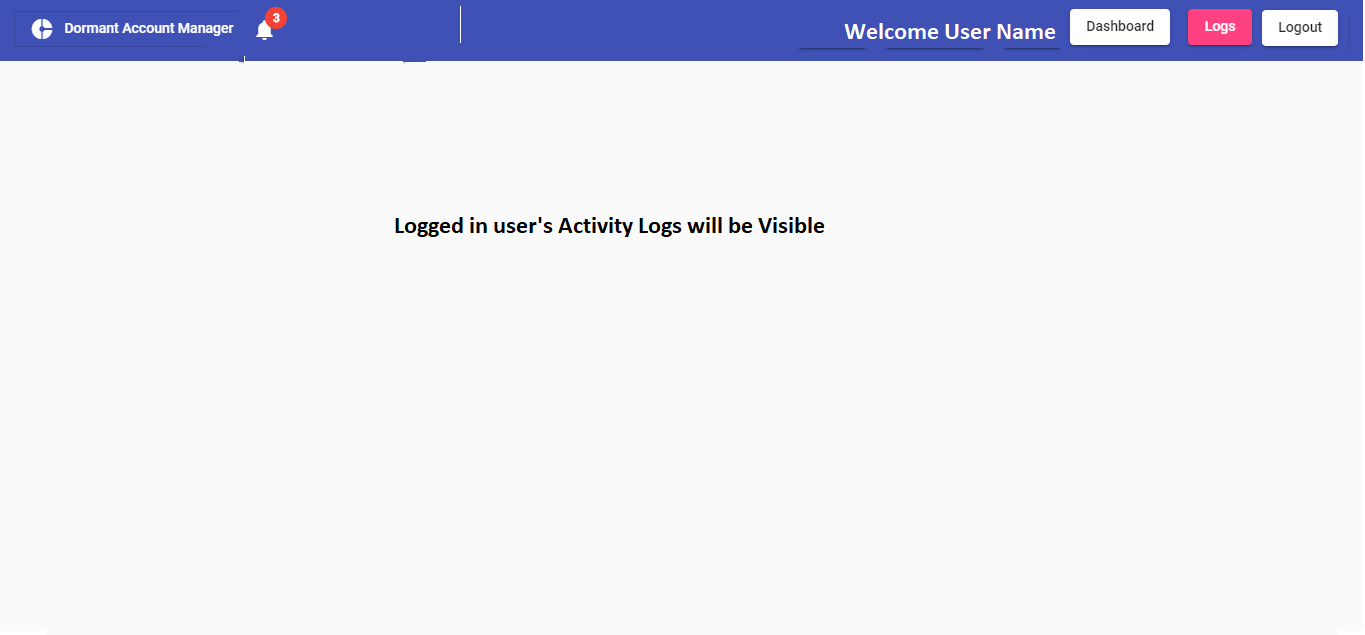 Dormant Account Manager
3
Welcome User Name
Dashboard
Logs
Logout
Logged in user's Activity Logs will be Visible